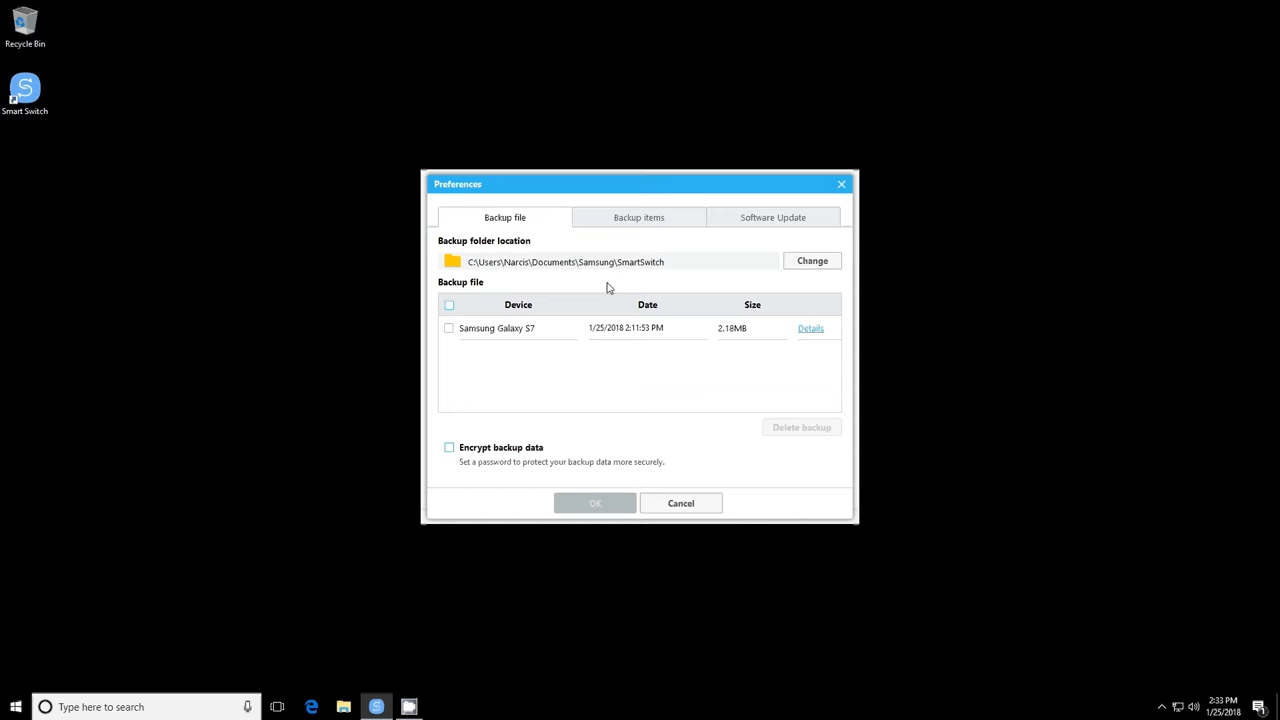 Recycle Bin
Smart Switch
Preferences
Backup file
Backup items
Software Update
Backup folder location
C:\Users\Narcis\Documents\Samsung\SmartSwitch
Change
Backup file
Device
Date
Size
Samsung Galaxy S7
1/25/2018 2:11:53 PM
2.18MB
Details
Delete backup
Encrypt backup data
Set a password to protect your backup data more securely.
OK
Cancel
Type here to search
2:33 PM
1/25/2018
1